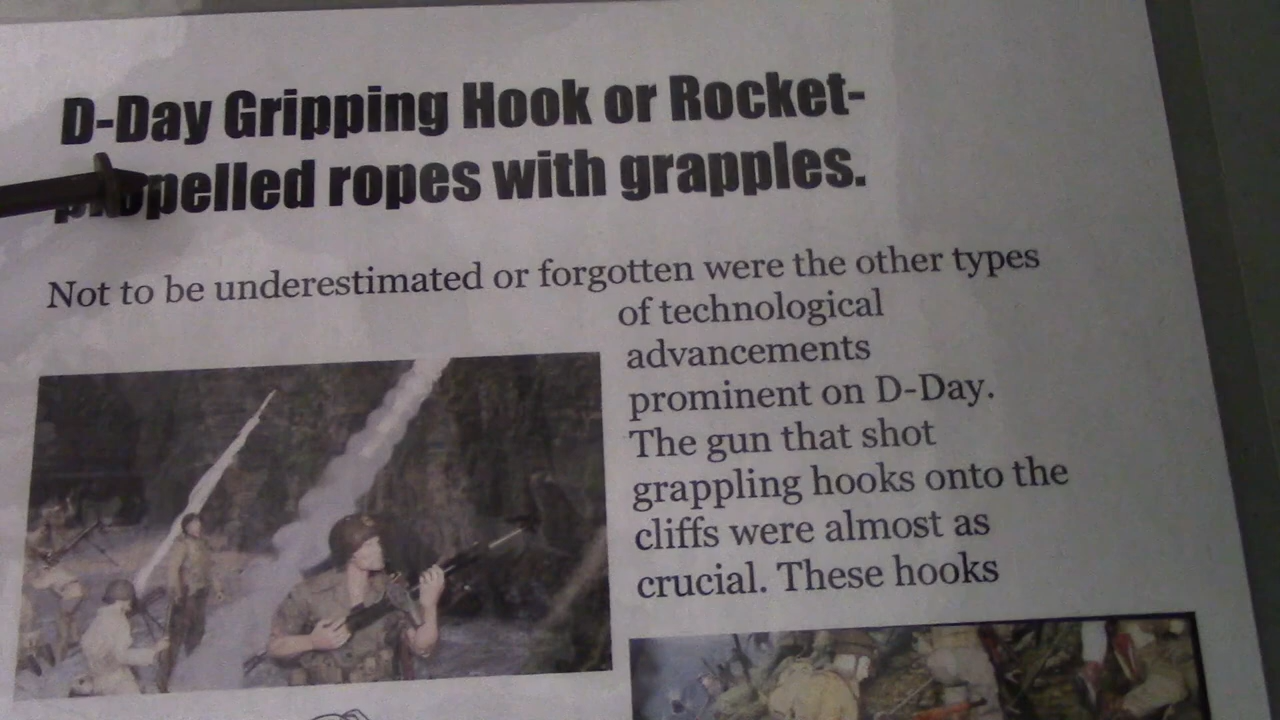 D-Day Gripping Hook or Rocket-
propelled ropes with grapples.
Not to be underestimated or forgotten were the other types
of technological
advancements
prominent on D-Day.
The gun that shot
grappling hooks onto the
cliffs were almost as
crucial. These hooks